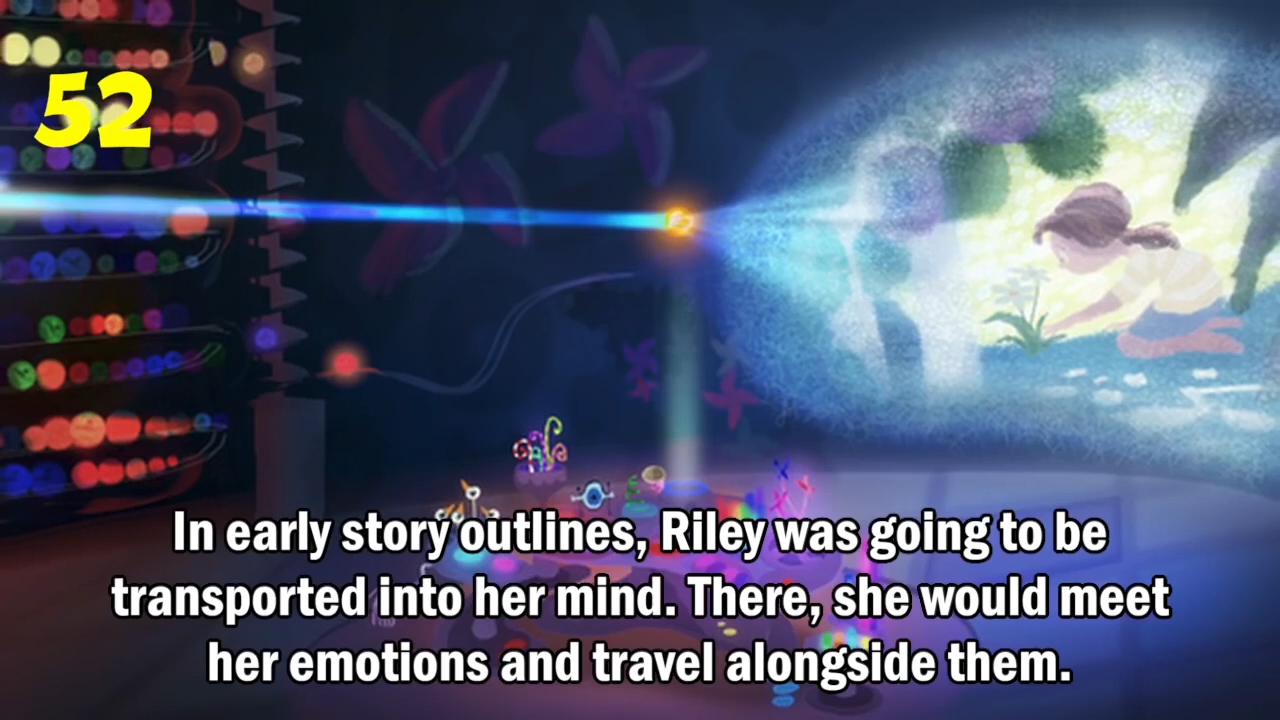 52
In early story outlines, Riley was going to be
transported into her mind. There, she would meet
her emotions and travel alongside them.